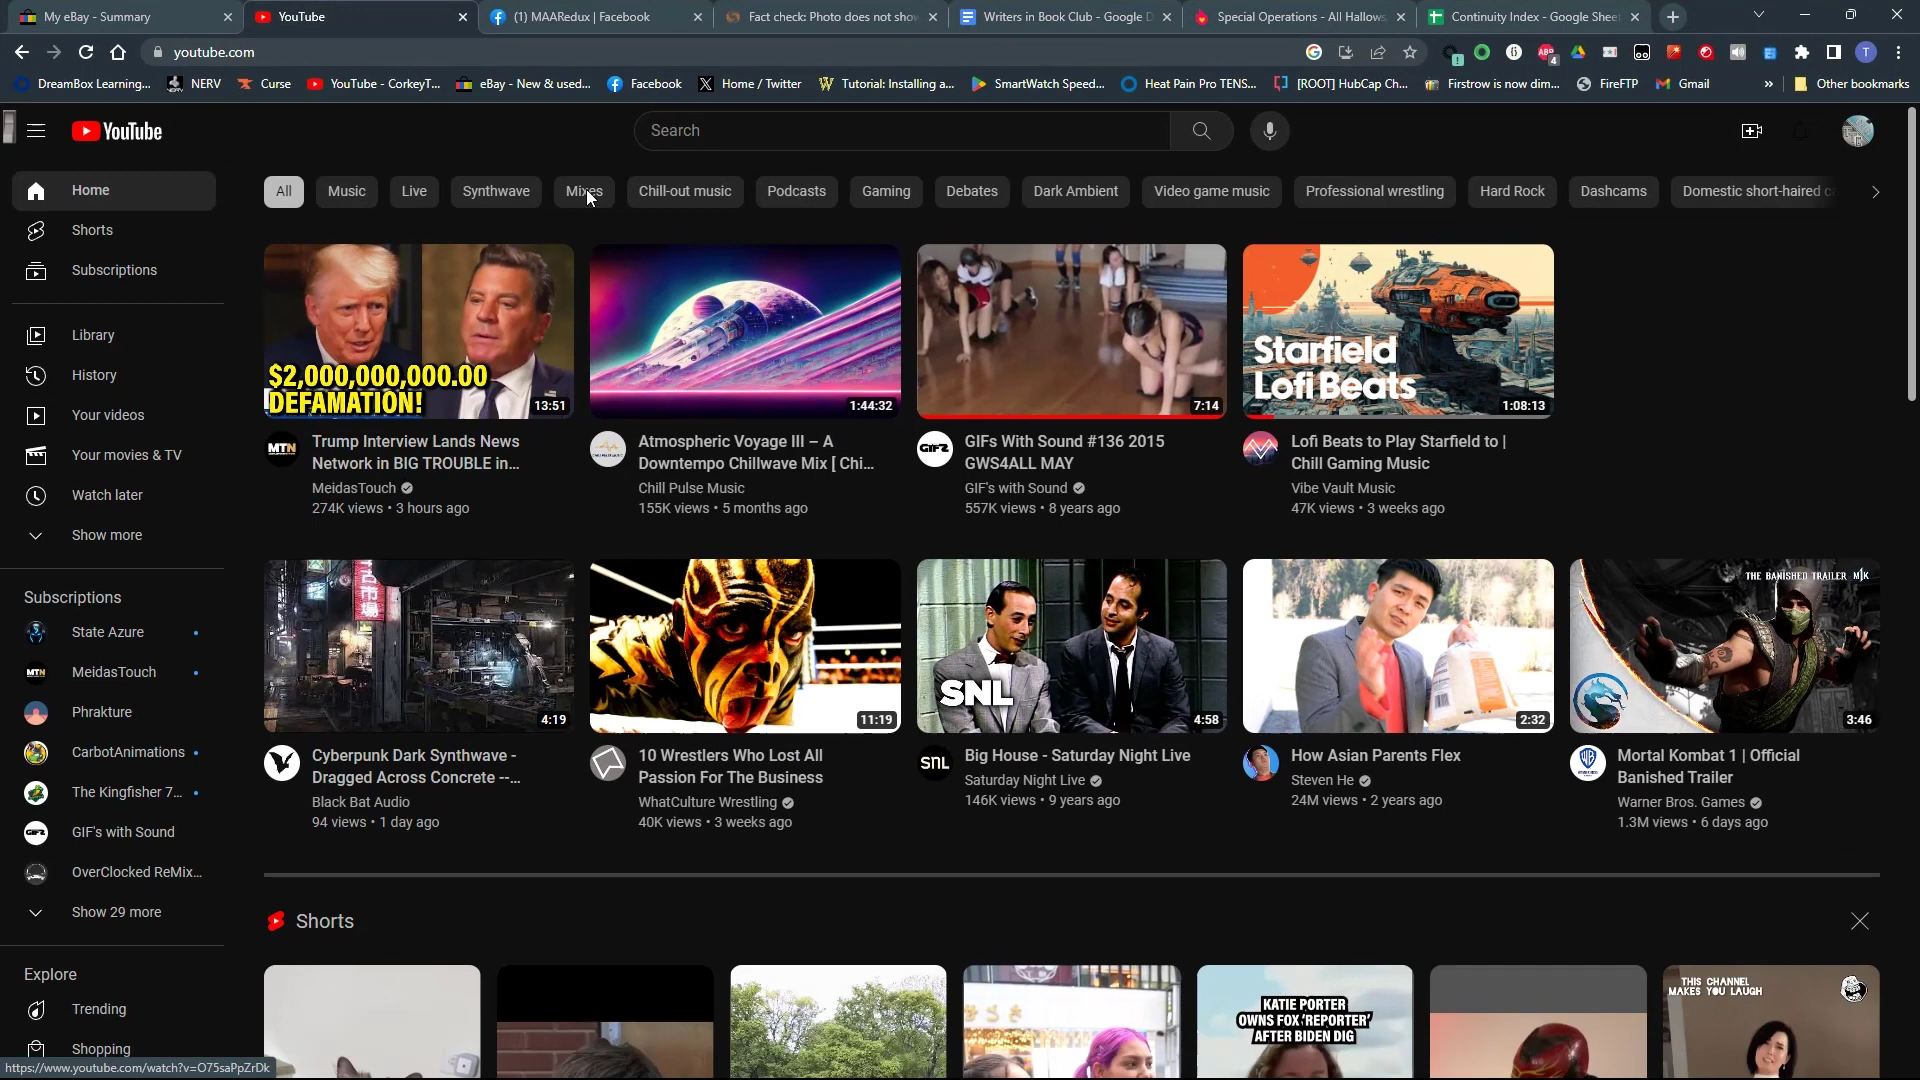 My eBay - Summary
YouTube
(1) MAARedux | Facebook
Fact check: Photo does not show
Writers in Book Club - Google D
Special Operations - All Hallows
Continuity Index - Google Sheet
youtube.com
DreamBox Learning...
NERV
Curse
YouTube - CorkeyT...
eBay - New & used...
Facebook
Home / Twitter
Tutorial: Installing a...
SmartWatch Speed...
Heat Pain Pro TENS...
[ROOT] HubCap Ch...
Firstrow is now dim...
FireFTP
Gmail
»
Other bookmarks
YouTube
Search
Home
Shorts
Subscriptions
Library
History
Your videos
Your movies & TV
Watch later
Show more
Subscriptions
State Azure
MeidasTouch
Phrakture
CarbotAnimations
The Kingfisher 7...
GIF's with Sound
OverClocked ReMix...
Show 29 more
Explore
Trending
Shopping
https://www.youtube.com/watch?v=O75saPpZrDk
All
Music
Live
Synthwave
Mixes
Chill-out music
Podcasts
Gaming
Debates
Dark Ambient
Video game music
Professional wrestling
Hard Rock
Dashcams
Domestic short-haired c
$2,000,000,000.00
DEFAMATION!
13:51
MTN
Trump Interview Lands News
Network in BIG TROUBLE in...
MeidasTouch
274K views • 3 hours ago
1:44:32
Atmospheric Voyage III – A
Downtempo Chillwave Mix [ Chi...
Chill Pulse Music
155K views • 5 months ago
7:14
GIFs With Sound #136 2015
GWS4ALL MAY
GIF's with Sound
557K views • 8 years ago
Starfield
Lofi Beats
1:08:13
Lofi Beats to Play Starfield to |
Chill Gaming Music
Vibe Vault Music
47K views • 3 weeks ago
4:19
Cyberpunk Dark Synthwave -
Dragged Across Concrete --...
Black Bat Audio
94 views • 1 day ago
11:19
10 Wrestlers Who Lost All
Passion For The Business
WhatCulture Wrestling
40K views • 3 weeks ago
SNL
4:58
SNL
Big House - Saturday Night Live
Saturday Night Live
146K views • 9 years ago
2:32
How Asian Parents Flex
Steven He
24M views • 2 years ago
THE BANISHED TRAILER
3:46
Mortal Kombat 1 | Official
Banished Trailer
Warner Bros. Games
1.3M views • 6 days ago
Shorts
KATIE PORTER
OWNS FOX 'REPORTER'
AFTER BIDEN DIG
THIS CHANNEL
MAKES YOU LAUGH